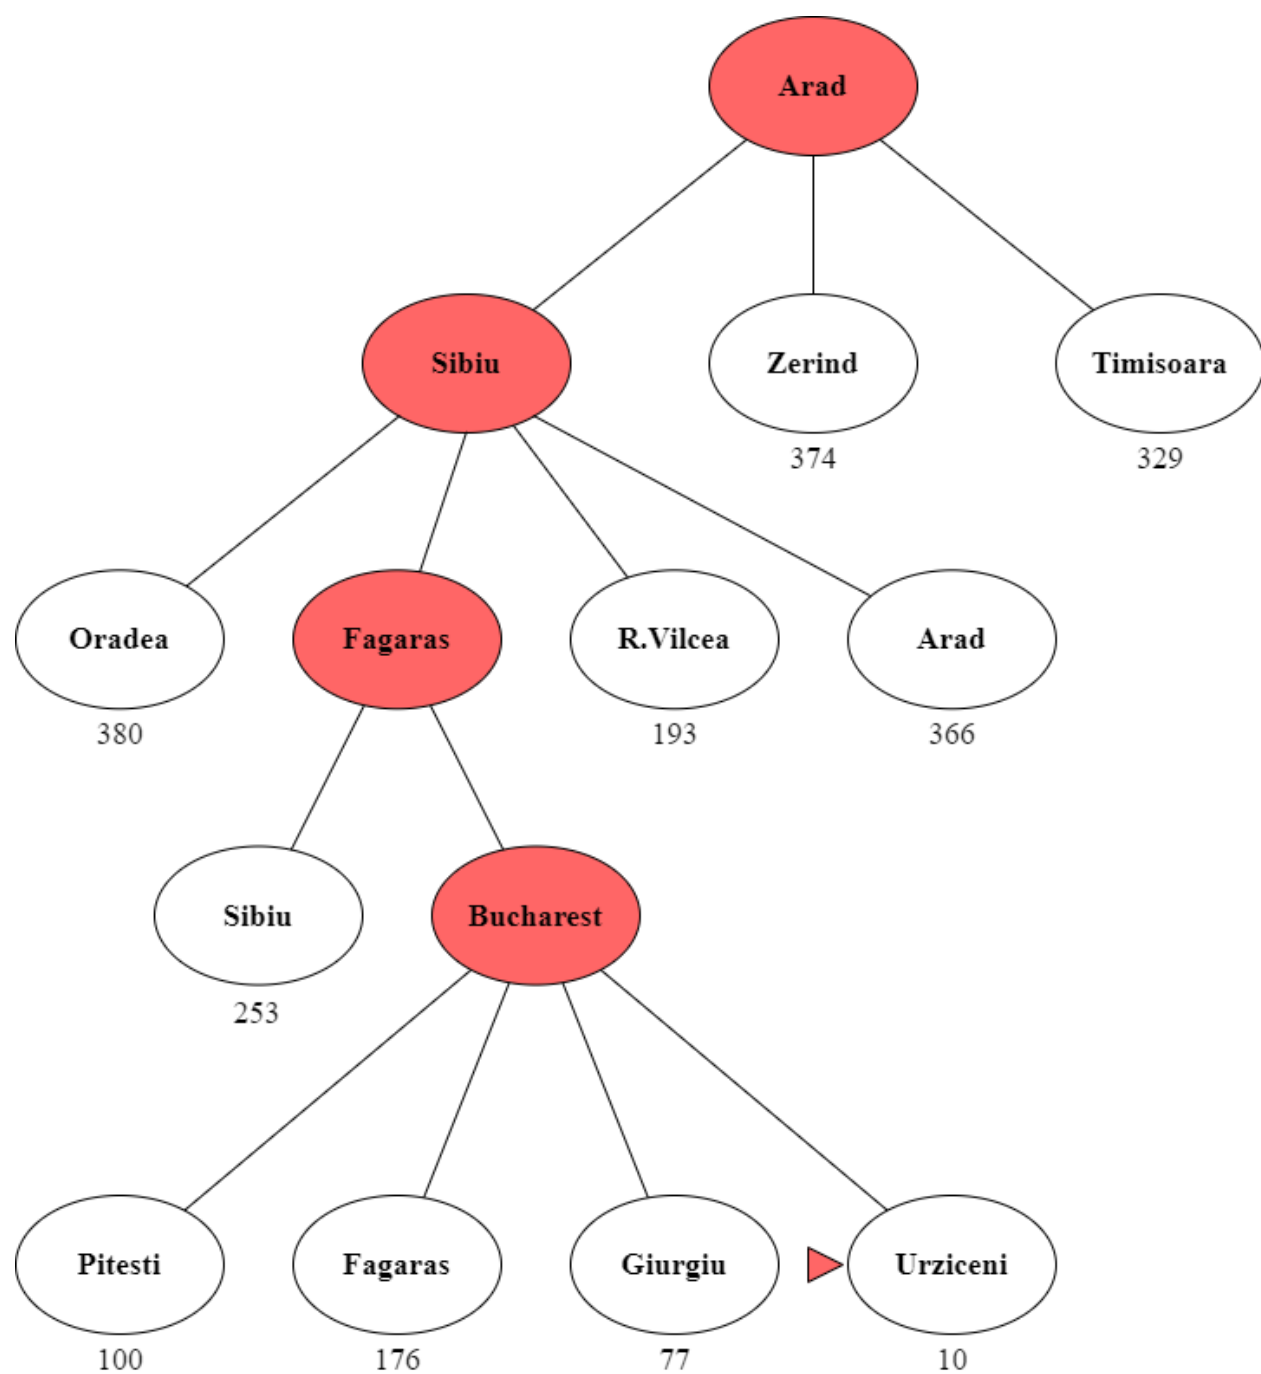 Arad
Sibiu
Zerind
Timisoara
374
329
Oradea
Fagaras
R.Vilcea
Arad
380
193
366
Sibiu
Bucharest
253
Pitesti
Fagaras
Giurgiu
Urziceni
100
176
77
10